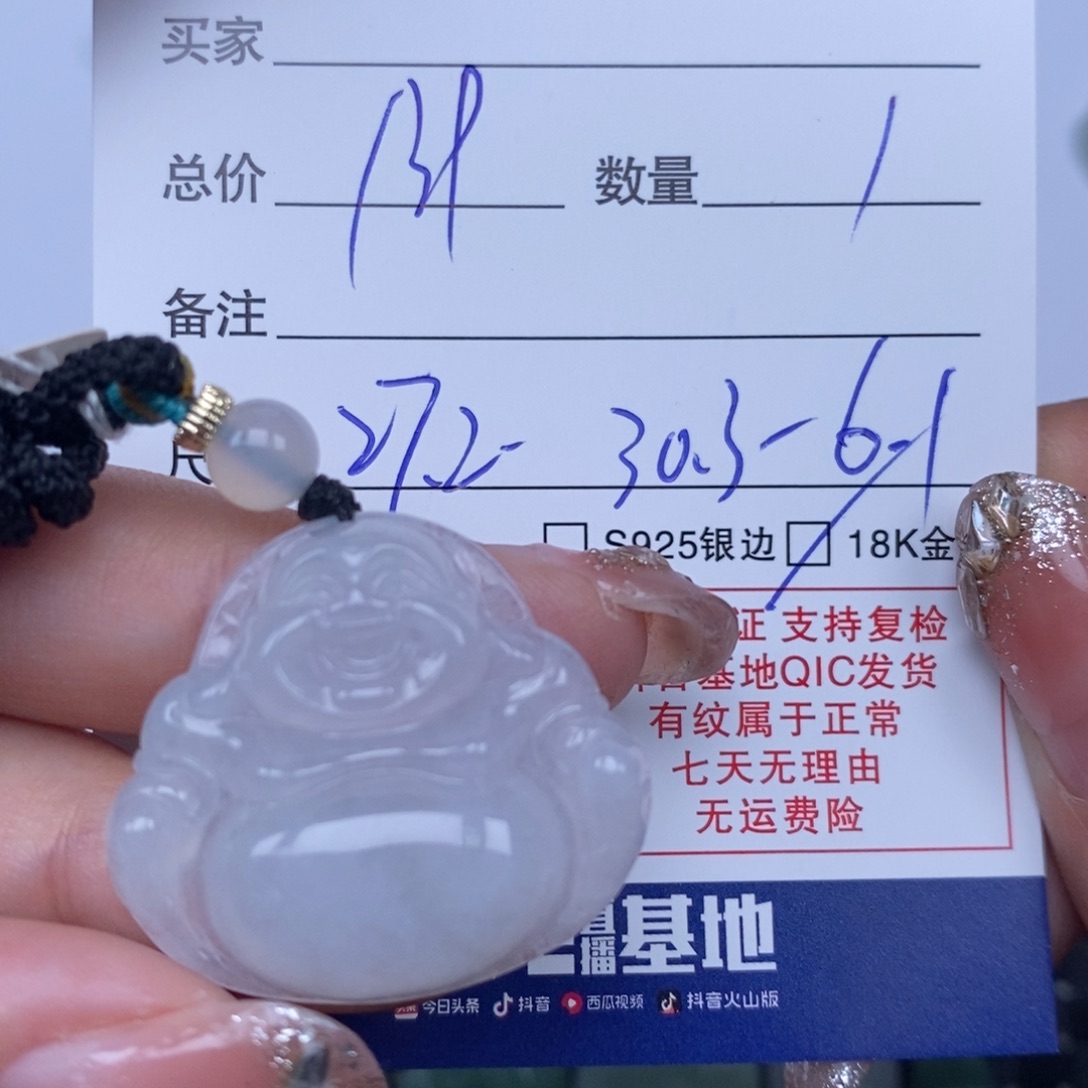 买家
总价 数量 1
备注
27.2- 30.3-6.1
S925银边 18K金
证 支持复检
基地QIC发货
有纹属于正常
七天无理由
无运费险
播基地
今日头条 抖音 西瓜视频 抖音火山版